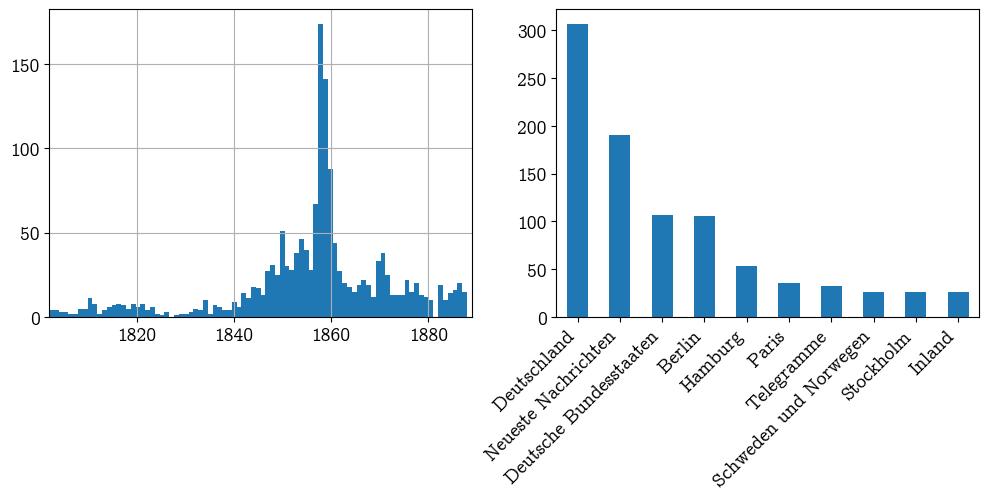 150
100
50
0
1820 1840 1860 1880
300
250
200
150
100
50
0
Deutschland
Neueste Nachrichten
Deutsche Bundesstaaten
Berlin
Hamburg
Paris
Telegramme
Schweden und Norwegen
Stockholm
Inland